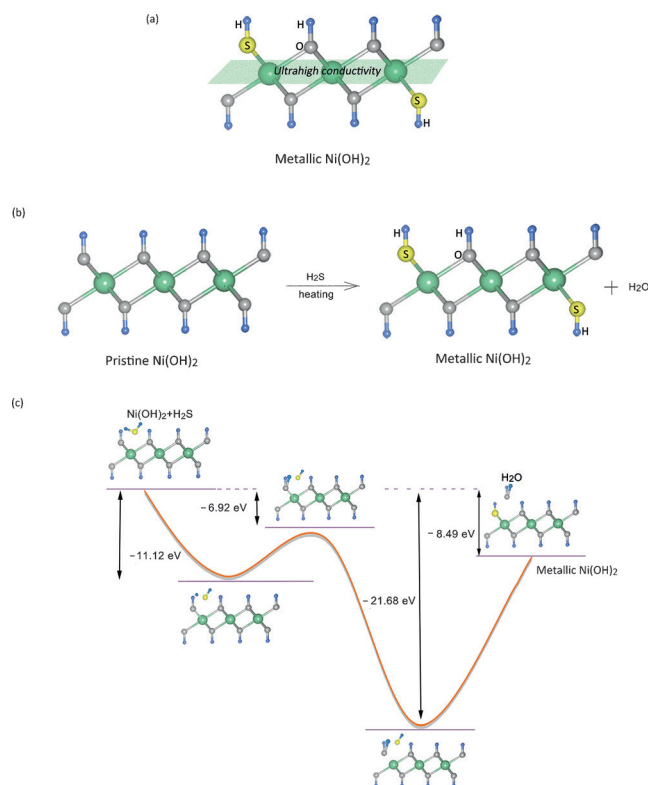 (a)
H
H
S
O
Ultrahigh conductivity
S
H
Metallic Ni(OH)2
(b)
H
H
S
O
H2S
heating
+ H2O
S
H
Pristine Ni(OH)2
Metallic Ni(OH)2
(c)
Ni(OH)2+H2S
H2O
-6.92 eV
-8.49 eV
-11.12 eV
Metallic Ni(OH)2
-21.68 eV